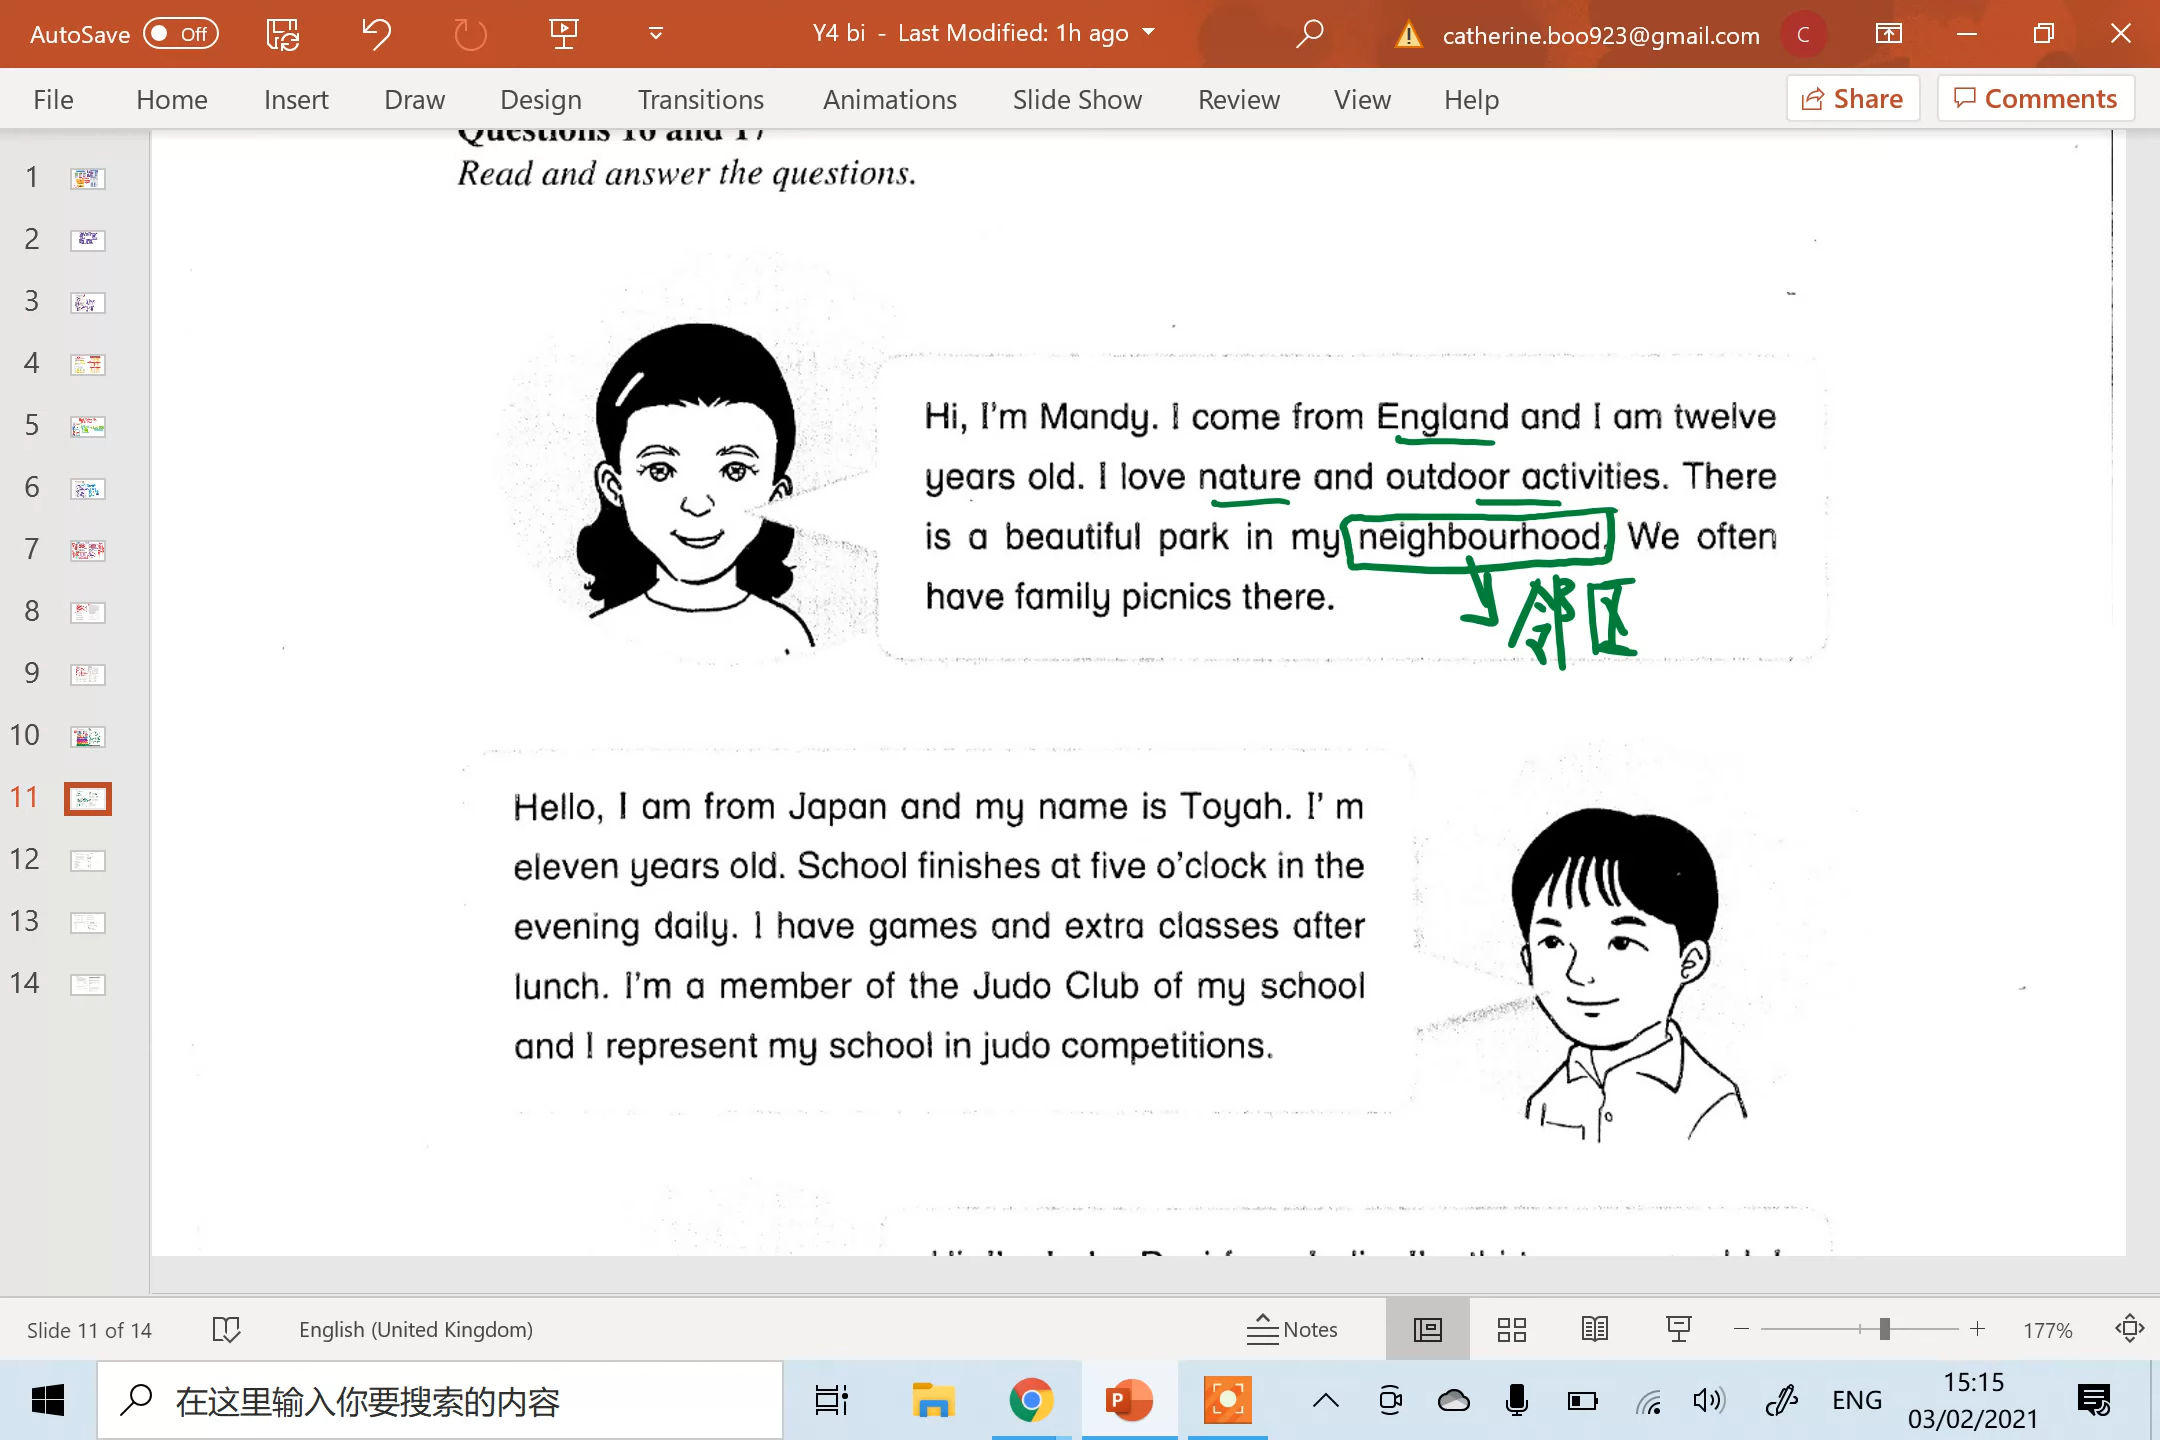 AutoSave Off Y4 bi - Last Modified: 1h ago catherine.boo923@gmail.com C
File Home Insert Draw Design Transitions Animations Slide Show Review View Help Share Comments
Questions 16 and 17
Read and answer the questions.
Hi, I'm Mandy. I come from England and I am twelve
years old. I love nature and outdoor activities. There
is a beautiful park in my neighbourhood. We often
have family picnics there.
邻区
Hello, I am from Japan and my name is Toyah. I' m
eleven years old. School finishes at five o'clock in the
evening daily. I have games and extra classes after
lunch. I'm a member of the Judo Club of my school
and I represent my school in judo competitions.
1
2
3
4
5
6
7
8
9
10
11
12
13
14
Slide 11 of 14 English (United Kingdom) Notes 177%
在这里输入你要搜索的内容 P ENG 15:15
03/02/2021